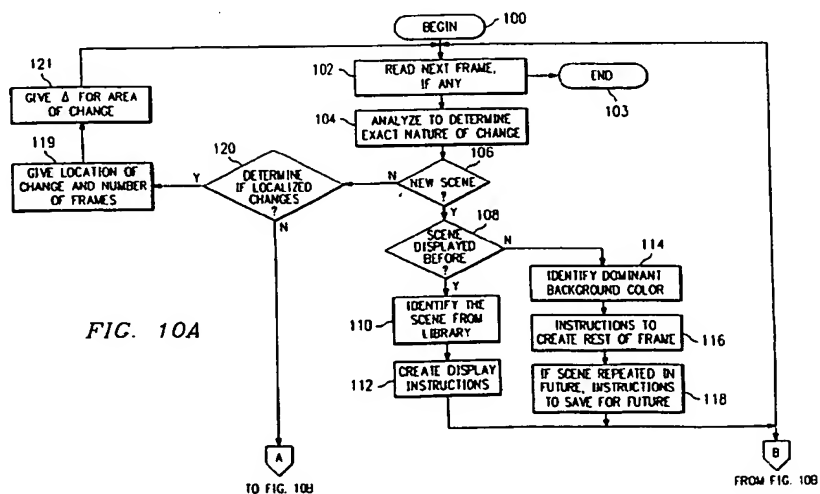 BEGIN
100
102
READ NEXT FRAME,
IF ANY
END
103
104
ANALYZE TO DETERMINE
EXACT NATURE OF CHANGE
121
GIVE Δ FOR AREA
OF CHANGE
119
GIVE LOCATION OF
CHANGE AND NUMBER
OF FRAMES
Y
120
DETERMINE
IF LOCALIZED
CHANGES
?
N
N
106
NEW SCENE
?
Y
108
SCENE
DISPLAYED
BEFORE
?
N
Y
110
IDENTIFY THE
SCENE FROM
LIBRARY
112
CREATE DISPLAY
INSTRUCTIONS
114
IDENTIFY DOMINANT
BACKGROUND COLOR
INSTRUCTIONS TO
CREATE REST OF FRAME
116
IF SCENE REPEATED IN
FUTURE, INSTRUCTIONS
TO SAVE FOR FUTURE
118
FIG. 10A
A
TO FIG. 10B
B
FROM FIG. 10B